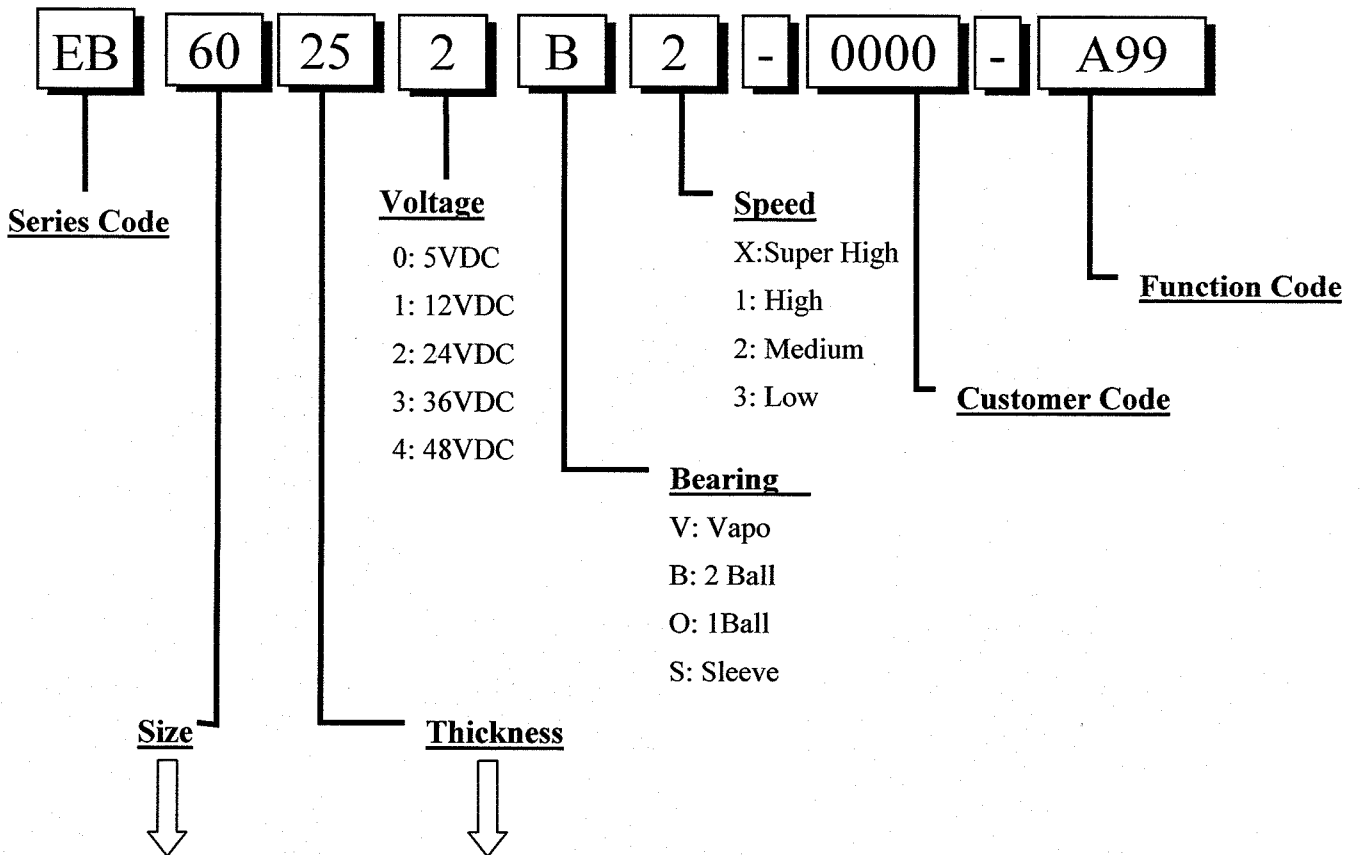 EB 60 25 2 B 2 - 0000 - A99
Series Code
Voltage
0: 5VDC
1: 12VDC
2: 24VDC
3: 36VDC
4: 48VDC
Speed
X:Super High
1: High
2: Medium
3: Low
Function Code
Customer Code
Bearing
V: Vapo
B: 2 Ball
O: 1Ball
S: Sleeve
Size
Thickness